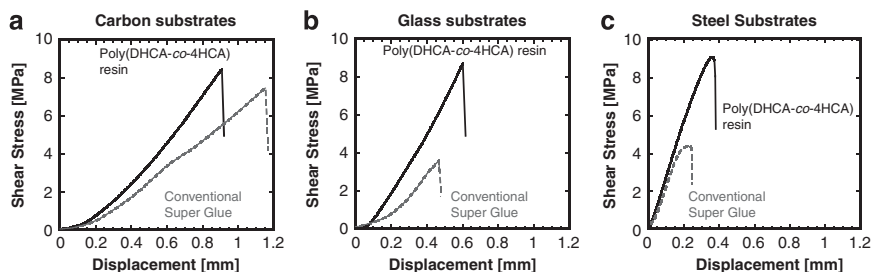 a Carbon substrates
10
8
6
4
2
0
Shear Stress [MPa]
Poly(DHCA-co-4HCA)
resin
Conventional
Super Glue
0 0.2 0.4 0.6 0.8 1 1.2
Displacement [mm]
b Glass substrates
10
8
6
4
2
0
Shear Stress [MPa]
Poly(DHCA-co-4HCA) resin
Conventional
Super Glue
0 0.2 0.4 0.6 0.8 1 1.2
Displacement [mm]
c Steel Substrates
10
8
6
4
2
0
Shear Stress [MPa]
Poly(DHCA-co-4HCA)
resin
Conventional
Super Glue
0 0.2 0.4 0.6 0.8 1 1.2
Displacement [mm]